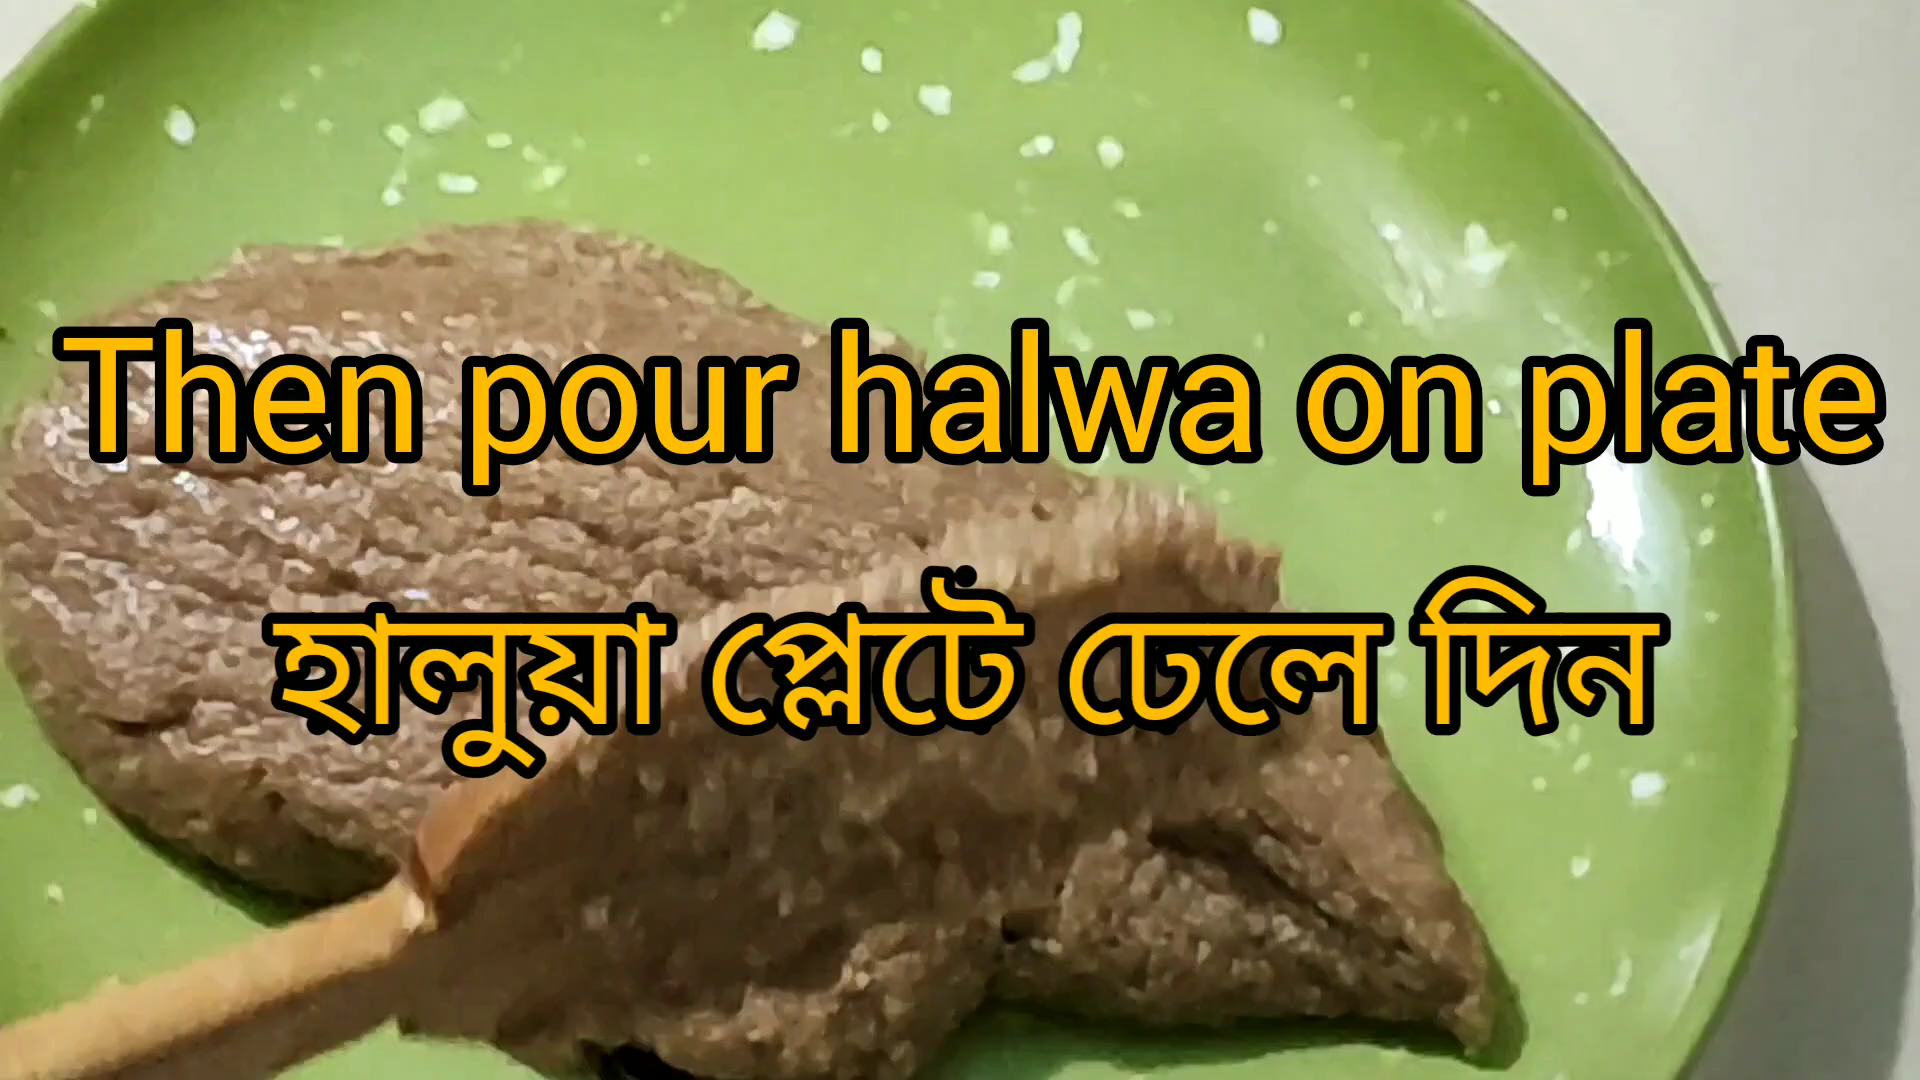 Then pour halwa on plate
হালুয়া প্লেটে ঢেলে দিন